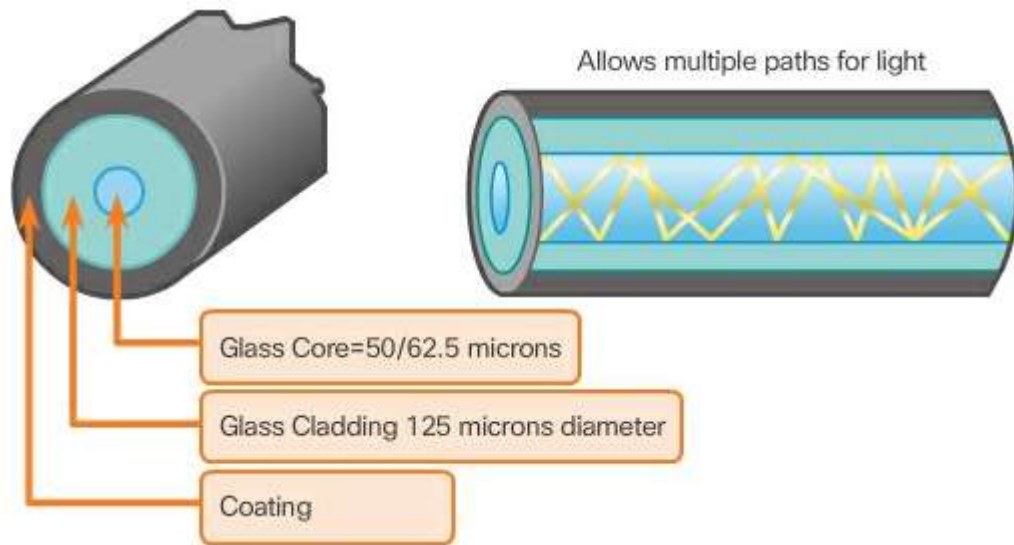 Allows multiple paths for light
Glass Core=50/62.5 microns
Glass Cladding 125 microns diameter
Coating